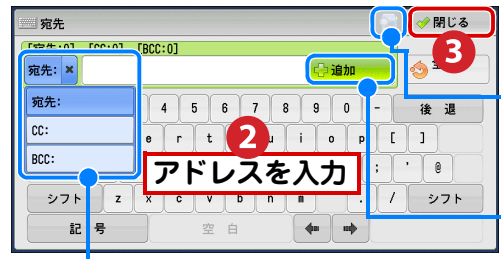 宛先
閉じる
[宛先:0] [CC:0] [BCC:0]
3
宛先: ×
追加
宛先:
CC:
BCC:
4 5 6 7 8 9 0 - 後 退
e r t u i o p [ ]
2
アドレスを入力
; ' @
シフト z x c v b n m . / シフト
記 号
空 白